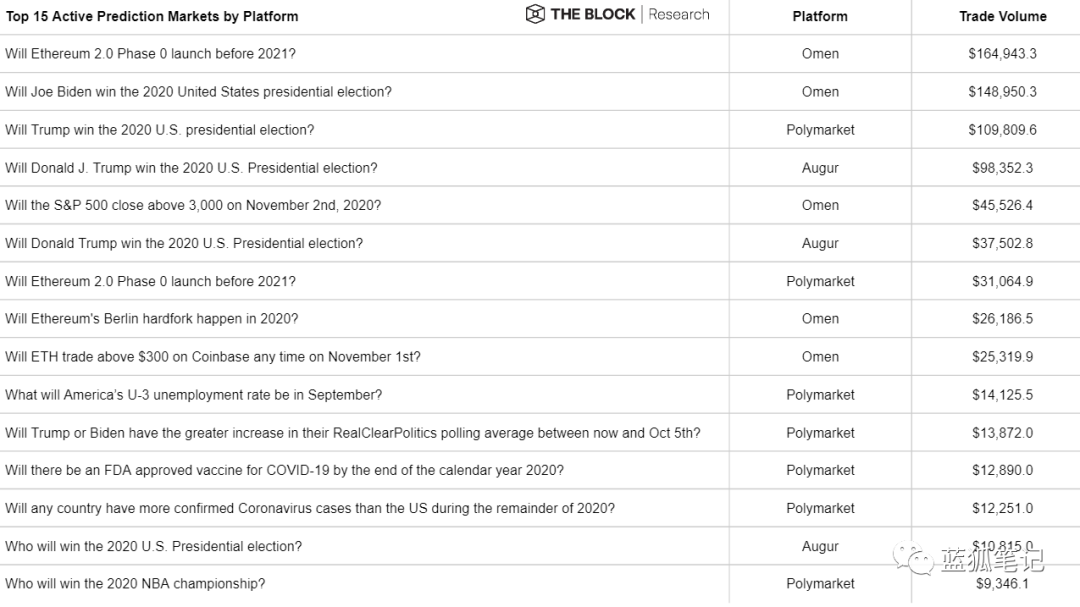 Top 15 Active Prediction Markets by Platform THE BLOCK | Research Platform Trade Volume
Will Ethereum 2.0 Phase 0 launch before 2021? Omen $164,943.3
Will Joe Biden win the 2020 United States presidential election? Omen $148,950.3
Will Trump win the 2020 U.S. presidential election? Polymarket $109,809.6
Will Donald J. Trump win the 2020 U.S. Presidential election? Augur $98,352.3
Will the S&P 500 close above 3,000 on November 2nd, 2020? Omen $45,526.4
Will Donald Trump win the 2020 U.S. Presidential election? Augur $37,502.8
Will Ethereum 2.0 Phase 0 launch before 2021? Polymarket $31,064.9
Will Ethereum's Berlin hardfork happen in 2020? Omen $26,186.5
Will ETH trade above $300 on Coinbase any time on November 1st? Omen $25,319.9
What will America’s U-3 unemployment rate be in September? Polymarket $14,125.5
Will Trump or Biden have the greater increase in their RealClearPolitics polling average between now and Oct 5th? Polymarket $13,872.0
Will there be an FDA approved vaccine for COVID-19 by the end of the calendar year 2020? Polymarket $12,890.0
Will any country have more confirmed Coronavirus cases than the US during the remainder of 2020? Polymarket $12,251.0
Who will win the 2020 U.S. Presidential election? Augur $10,815.0
蓝狐笔记
Who will win the 2020 NBA championship? Polymarket $9,346.1